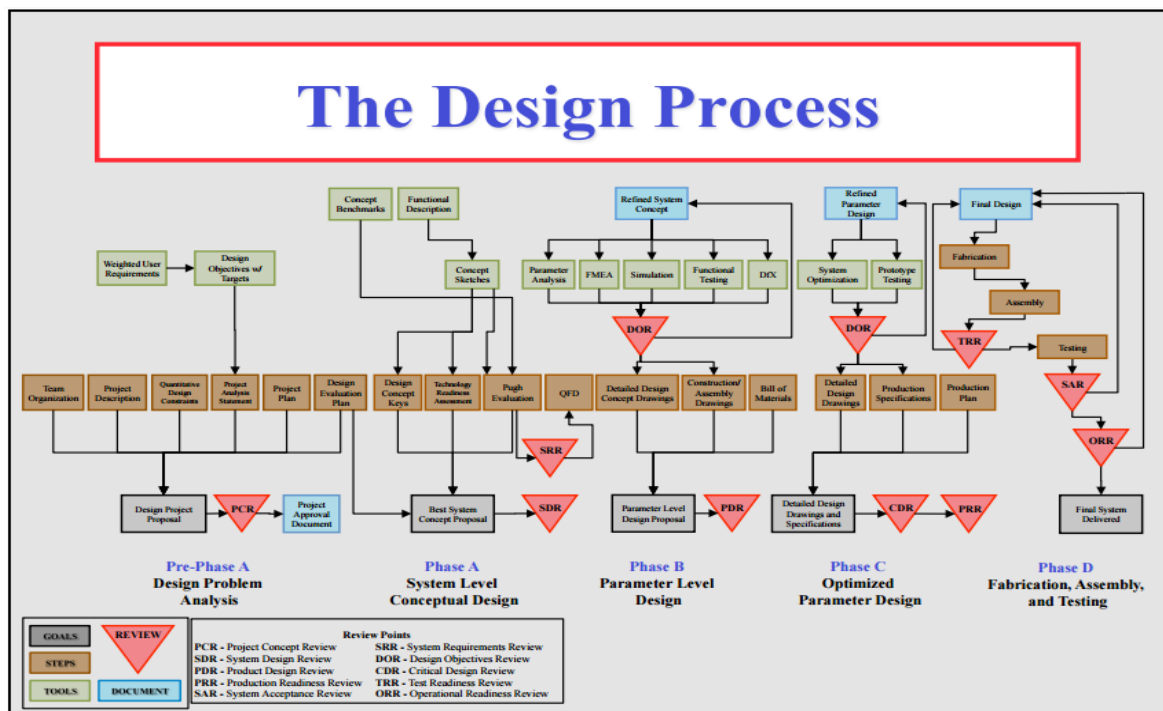 The Design Process
Concept
Benchmarks
Functional
Description
Refined System
Concept
Refined
Parameter
Design
Final Design
Weighted User
Requirements
Design
Objectives w/
Targets
Concept
Sketches
Parameter
Analysis
FMEA
Simulation
Functional
Testing
DfX
System
Optimization
Prototype
Testing
Fabrication
Assembly
DOR
DOR
TRR
Testing
SAR
Team
Organization
Project
Description
Quantitative
Design
Constraints
Project
Analysis
Statement
Project
Plan
Design
Evaluation
Plan
Design
Concept
Keys
Technology
Readiness
Assessment
Pugh
Evaluation
QFD
Detailed Design
Concept Drawings
Construction/
Assembly
Drawings
Bill of
Materials
Detailed
Design
Drawings
Production
Specifications
Production
Plan
SRR
ORR
Design Project
Proposal
PCR
Project
Approval
Document
Best System
Concept Proposal
SDR
Parameter Level
Design Proposal
PDR
Detailed Design
Drawings and
Specifications
CDR
PRR
Final System
Delivered
Pre-Phase A
Design Problem
Analysis
Phase A
System Level
Conceptual Design
Phase B
Parameter Level
Design
Phase C
Optimized
Parameter Design
Phase D
Fabrication, Assembly,
and Testing
GOALS
REVIEW
STEPS
TOOLS
DOCUMENT
Review Points
PCR - Project Concept Review
SRR - System Requirements Review
SDR - System Design Review
DOR - Design Objectives Review
PDR - Product Design Review
CDR - Critical Design Review
PRR - Production Readiness Review
TRR - Test Readiness Review
SAR - System Acceptance Review
ORR - Operational Readiness Review